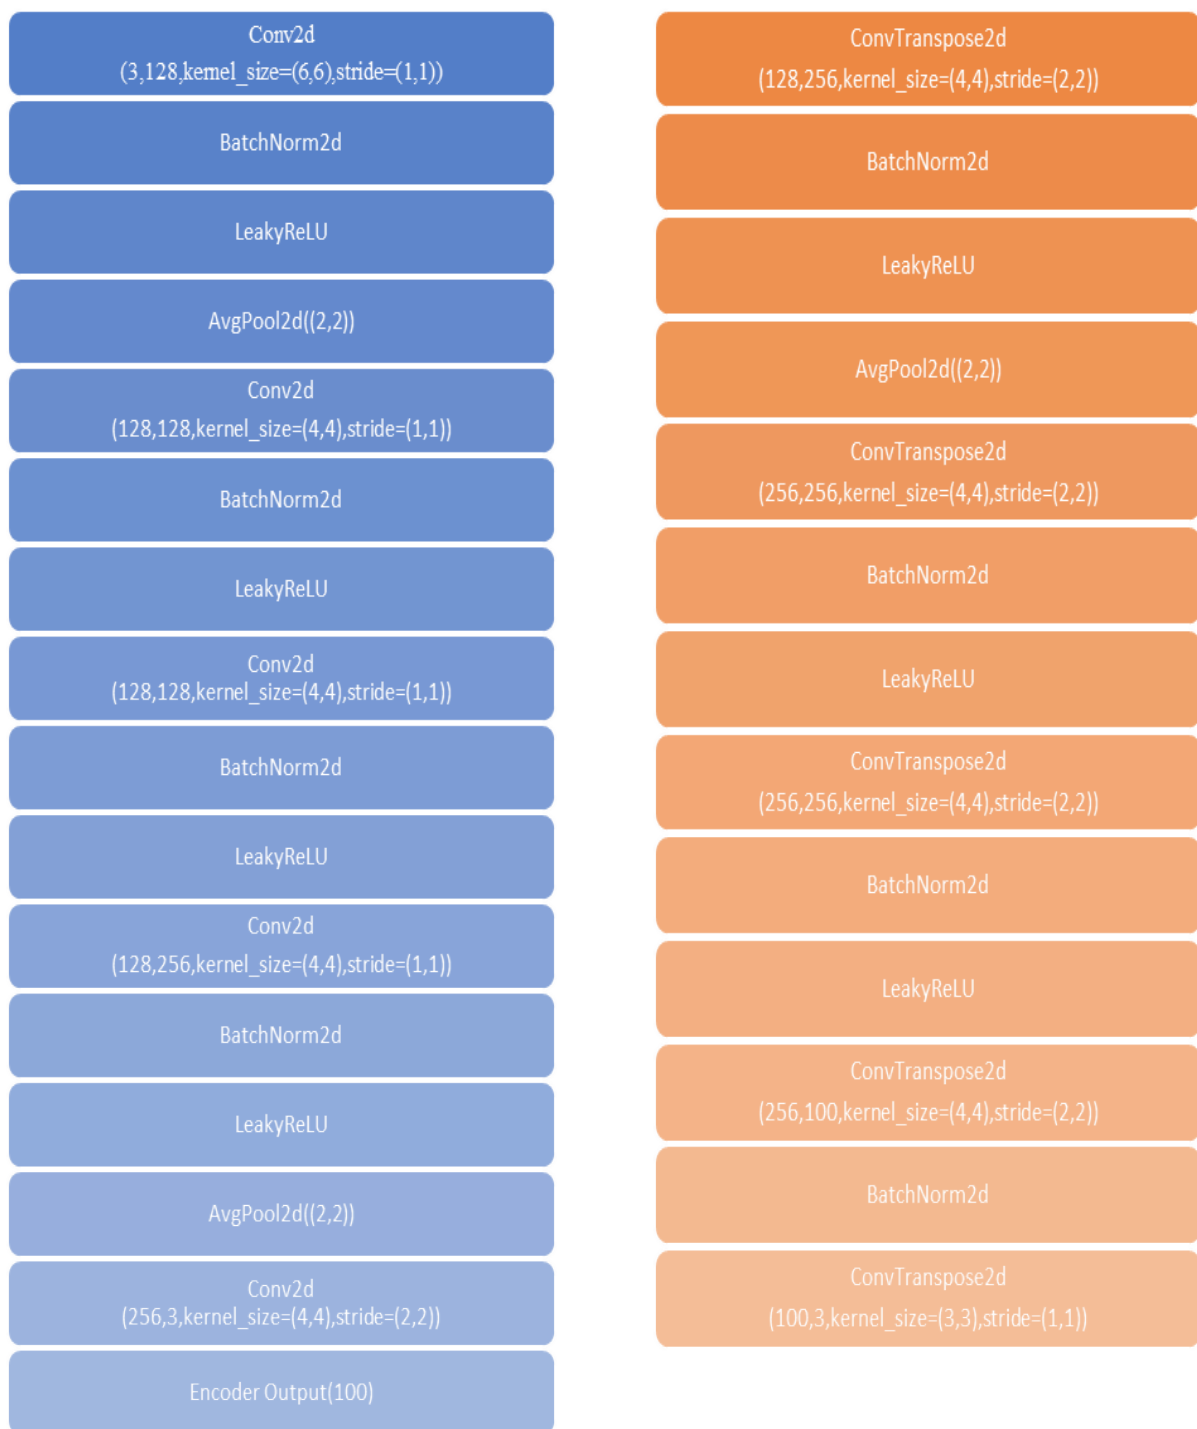 Conv2d
(3,128,kernel_size=(6,6),stride=(1,1))
BatchNorm2d
LeakyReLU
AvgPool2d((2,2))
Conv2d
(128,128,kernel_size=(4,4),stride=(1,1))
BatchNorm2d
LeakyReLU
Conv2d
(128,128,kernel_size=(4,4),stride=(1,1))
BatchNorm2d
LeakyReLU
Conv2d
(128,256,kernel_size=(4,4),stride=(1,1))
BatchNorm2d
LeakyReLU
AvgPool2d((2,2))
Conv2d
(256,3,kernel_size=(4,4),stride=(2,2))
Encoder Output(100)
ConvTranspose2d
(128,256,kernel_size=(4,4),stride=(2,2))
BatchNorm2d
LeakyReLU
AvgPool2d((2,2))
ConvTranspose2d
(256,256,kernel_size=(4,4),stride=(2,2))
BatchNorm2d
LeakyReLU
ConvTranspose2d
(256,256,kernel_size=(4,4),stride=(2,2))
BatchNorm2d
LeakyReLU
ConvTranspose2d
(256,100,kernel_size=(4,4),stride=(2,2))
BatchNorm2d
ConvTranspose2d
(100,3,kernel_size=(3,3),stride=(1,1))